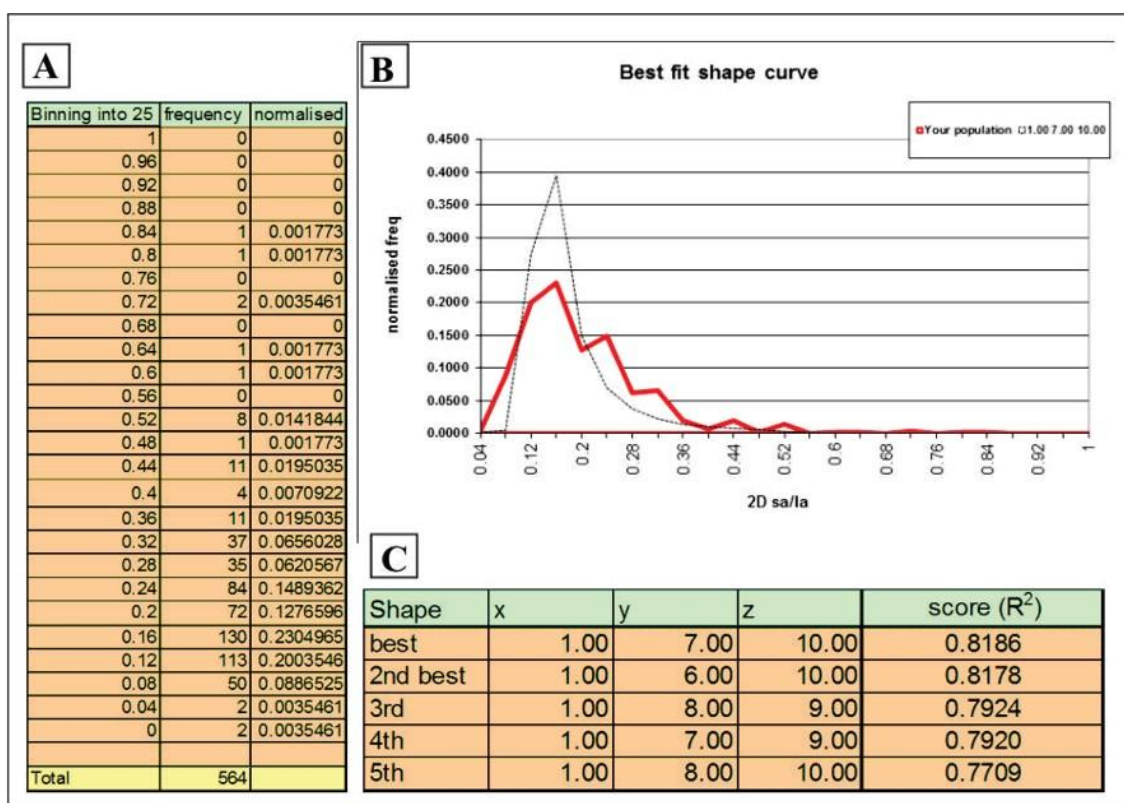 A
Binning into 25 frequency normalised
1 0 0
0.96 0 0
0.92 0 0
0.88 0 0
0.84 1 0.001773
0.8 1 0.001773
0.76 0 0
0.72 2 0.0035461
0.68 0 0
0.64 1 0.001773
0.6 1 0.001773
0.56 0 0
0.52 8 0.0141844
0.48 1 0.001773
0.44 11 0.0195035
0.4 4 0.0070922
0.36 11 0.0195035
0.32 37 0.0656028
0.28 35 0.0620567
0.24 84 0.1489362
0.2 72 0.1276596
0.16 130 0.2304965
0.12 113 0.2003546
0.08 50 0.0886525
0.04 2 0.0035461
0 2 0.0035461
Total 564
B
Best fit shape curve
Your population 1.00 7.00 10.00
normalised freq
0.4500
0.4000
0.3500
0.3000
0.2500
0.2000
0.1500
0.1000
0.0500
0.0000
0.04 0.12 0.2 0.28 0.36 0.44 0.52 0.6 0.68 0.76 0.84 0.92 1
2D sa/la
C
Shape x y z score (R²)
best 1.00 7.00 10.00 0.8186
2nd best 1.00 6.00 10.00 0.8178
3rd 1.00 8.00 9.00 0.7924
4th 1.00 7.00 9.00 0.7920
5th 1.00 8.00 10.00 0.7709